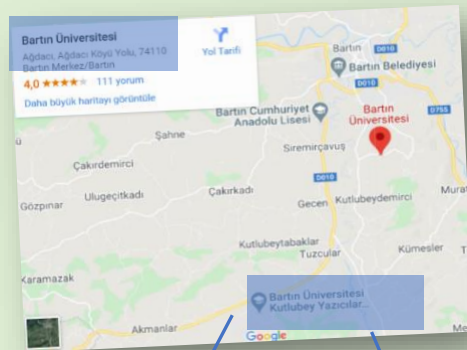 Bartın Üniversitesi
Ağdacı, Ağdacı Köyü Yolu, 74110
Bartın Merkez/Bartın
4,0 111 yorum
Daha büyük haritayı görüntüle
Yol Tarifi
Bartın
D010
Bartın Belediyesi
D010
Bartın Cumhuriyet
Anadolu Lisesi
Bartın
Üniversitesi
D755
Şahne
Siremirçavuş
Çakırdemirci
D010
Ulugeçitkadı
Çakırkadı
Gözpınar
Gecen
Kutlubeydemirci
Kutlubeytabaklar
Tuzcular
Kümesler
Karamazak
Bartın Üniversitesi
Kutlubey Yazıcılar...
Akmanlar
Google